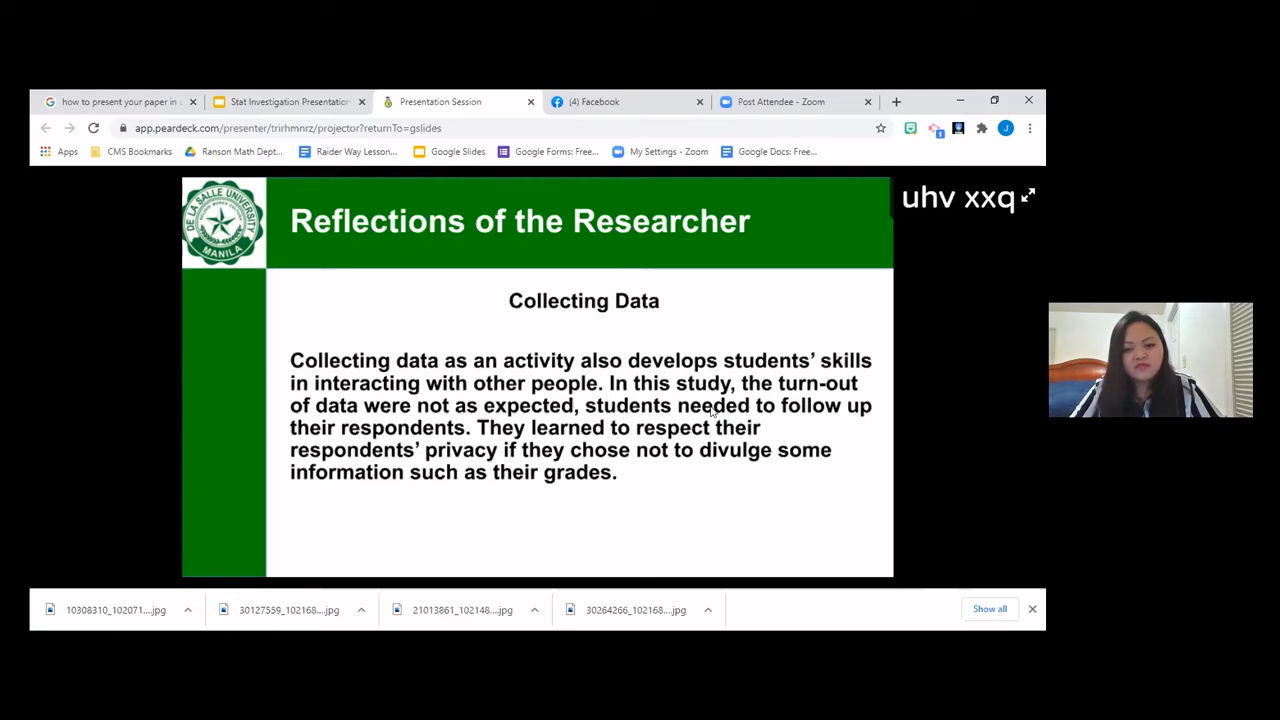 how to present your paper in
Stat Investigation Presentation
Presentation Session
(4) Facebook
Post Attendee - Zoom
app.peardeck.com/presenter/trirhmnrz/projector?returnTo=gslides
1
J
Apps
CMS Bookmarks
Ranson Math Dept...
Raider Way Lesson...
Google Slides
Google Forms: Free...
My Settings - Zoom
Google Docs: Free...
DE LA SALLE UNIVERSITY
MANILA
Reflections of the Researcher
uhv xxq
Collecting Data
Collecting data as an activity also develops students’ skills
in interacting with other people. In this study, the turn-out
of data were not as expected, students needed to follow up
their respondents. They learned to respect their
respondents’ privacy if they chose not to divulge some
information such as their grades.
10308310_102071....jpg
30127559_102168....jpg
21013861_102148....jpg
30264266_102168....jpg
Show all